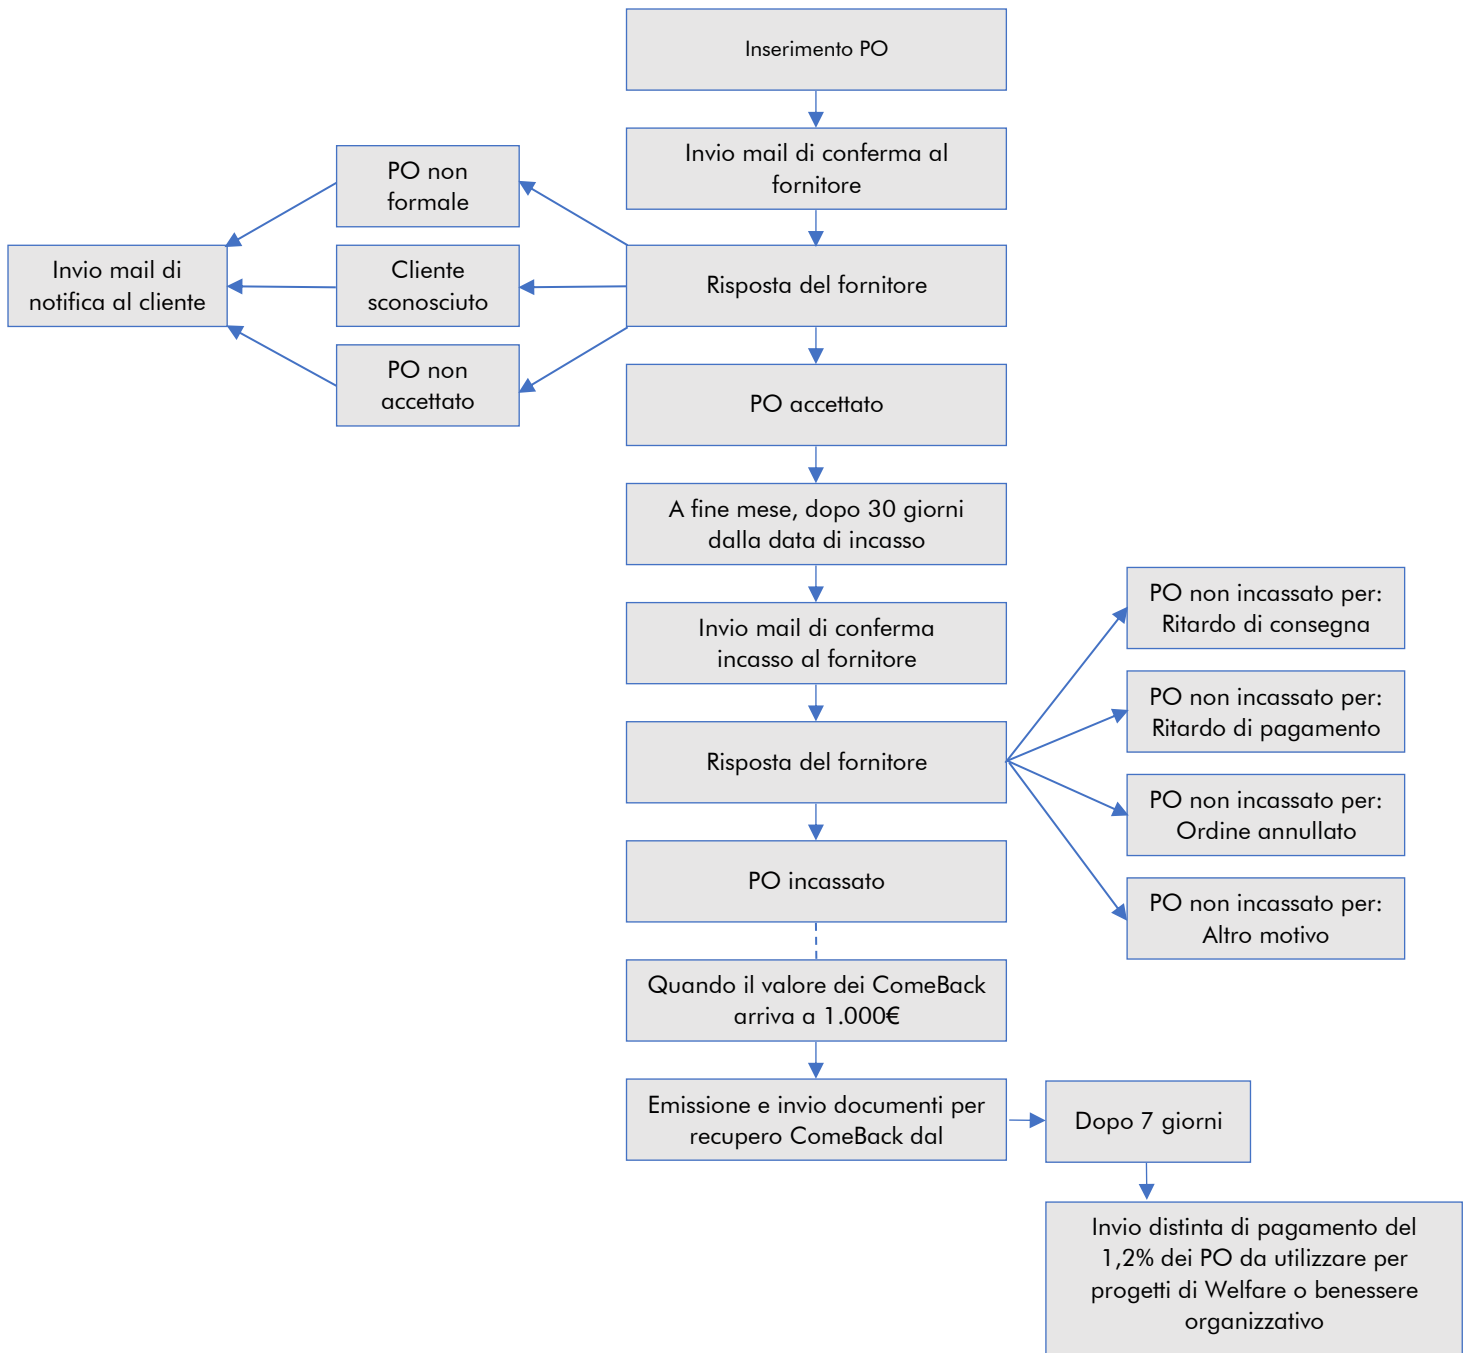 Inserimento PO
Invio mail di conferma al
fornitore
PO non
formale
Invio mail di
notifica al cliente
Cliente
sconosciuto
Risposta del fornitore
PO non
accettato
PO accettato
A fine mese, dopo 30 giorni
dalla data di incasso
Invio mail di conferma
incasso al fornitore
Risposta del fornitore
PO non incassato per:
Ritardo di consegna
PO non incassato per:
Ritardo di pagamento
PO non incassato per:
Ordine annullato
PO non incassato per:
Altro motivo
PO incassato
Quando il valore dei ComeBack
arriva a 1.000€
Emissione e invio documenti per
recupero ComeBack dal
Dopo 7 giorni
Invio distinta di pagamento del
1,2% dei PO da utilizzare per
progetti di Welfare o benessere
organizzativo